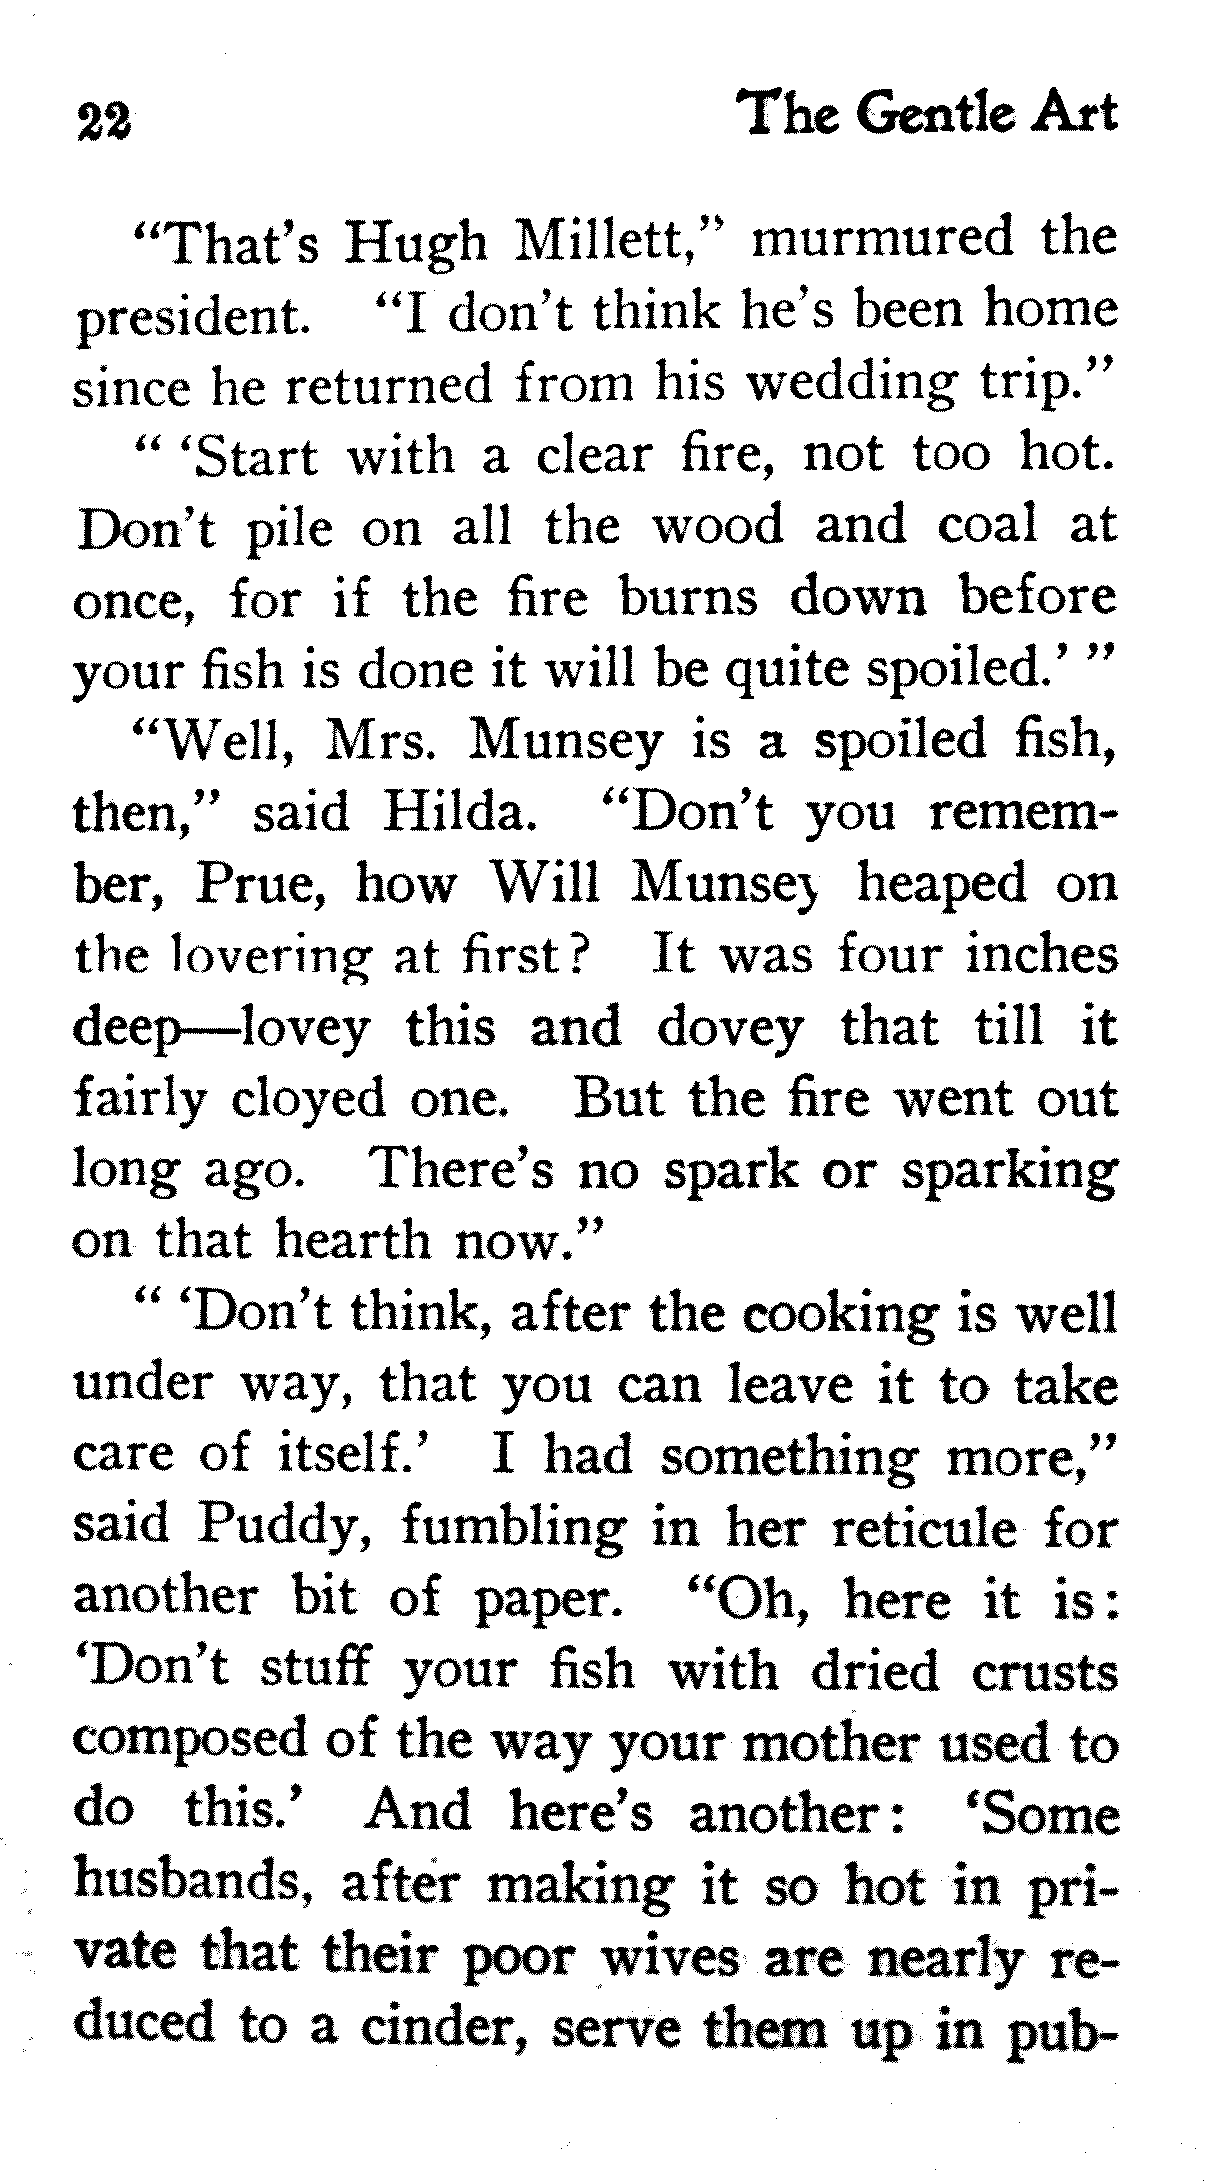 22 The Gentle Art
"That's Hugh Millett," murmured the
president. "I don't think he's been home
since he returned from his wedding trip."
" 'Start with a clear fire, not too hot.
Don't pile on all the wood and coal at
once, for if the fire burns down before
your fish is done it will be quite spoiled.' "
"Well, Mrs. Munsey is a spoiled fish,
then," said Hilda. "Don't you remem-
ber, Prue, how Will Munsey heaped on
the lovering at first? It was four inches
deep—lovey this and dovey that till it
fairly cloyed one. But the fire went out
long ago. There's no spark or sparking
on that hearth now."
" 'Don't think, after the cooking is well
under way, that you can leave it to take
care of itself.' I had something more,"
said Puddy, fumbling in her reticule for
another bit of paper. "Oh, here it is:
'Don't stuff your fish with dried crusts
composed of the way your mother used to
do this.' And here's another: 'Some
husbands, after making it so hot in pri-
vate that their poor wives are nearly re-
duced to a cinder, serve them up in pub-